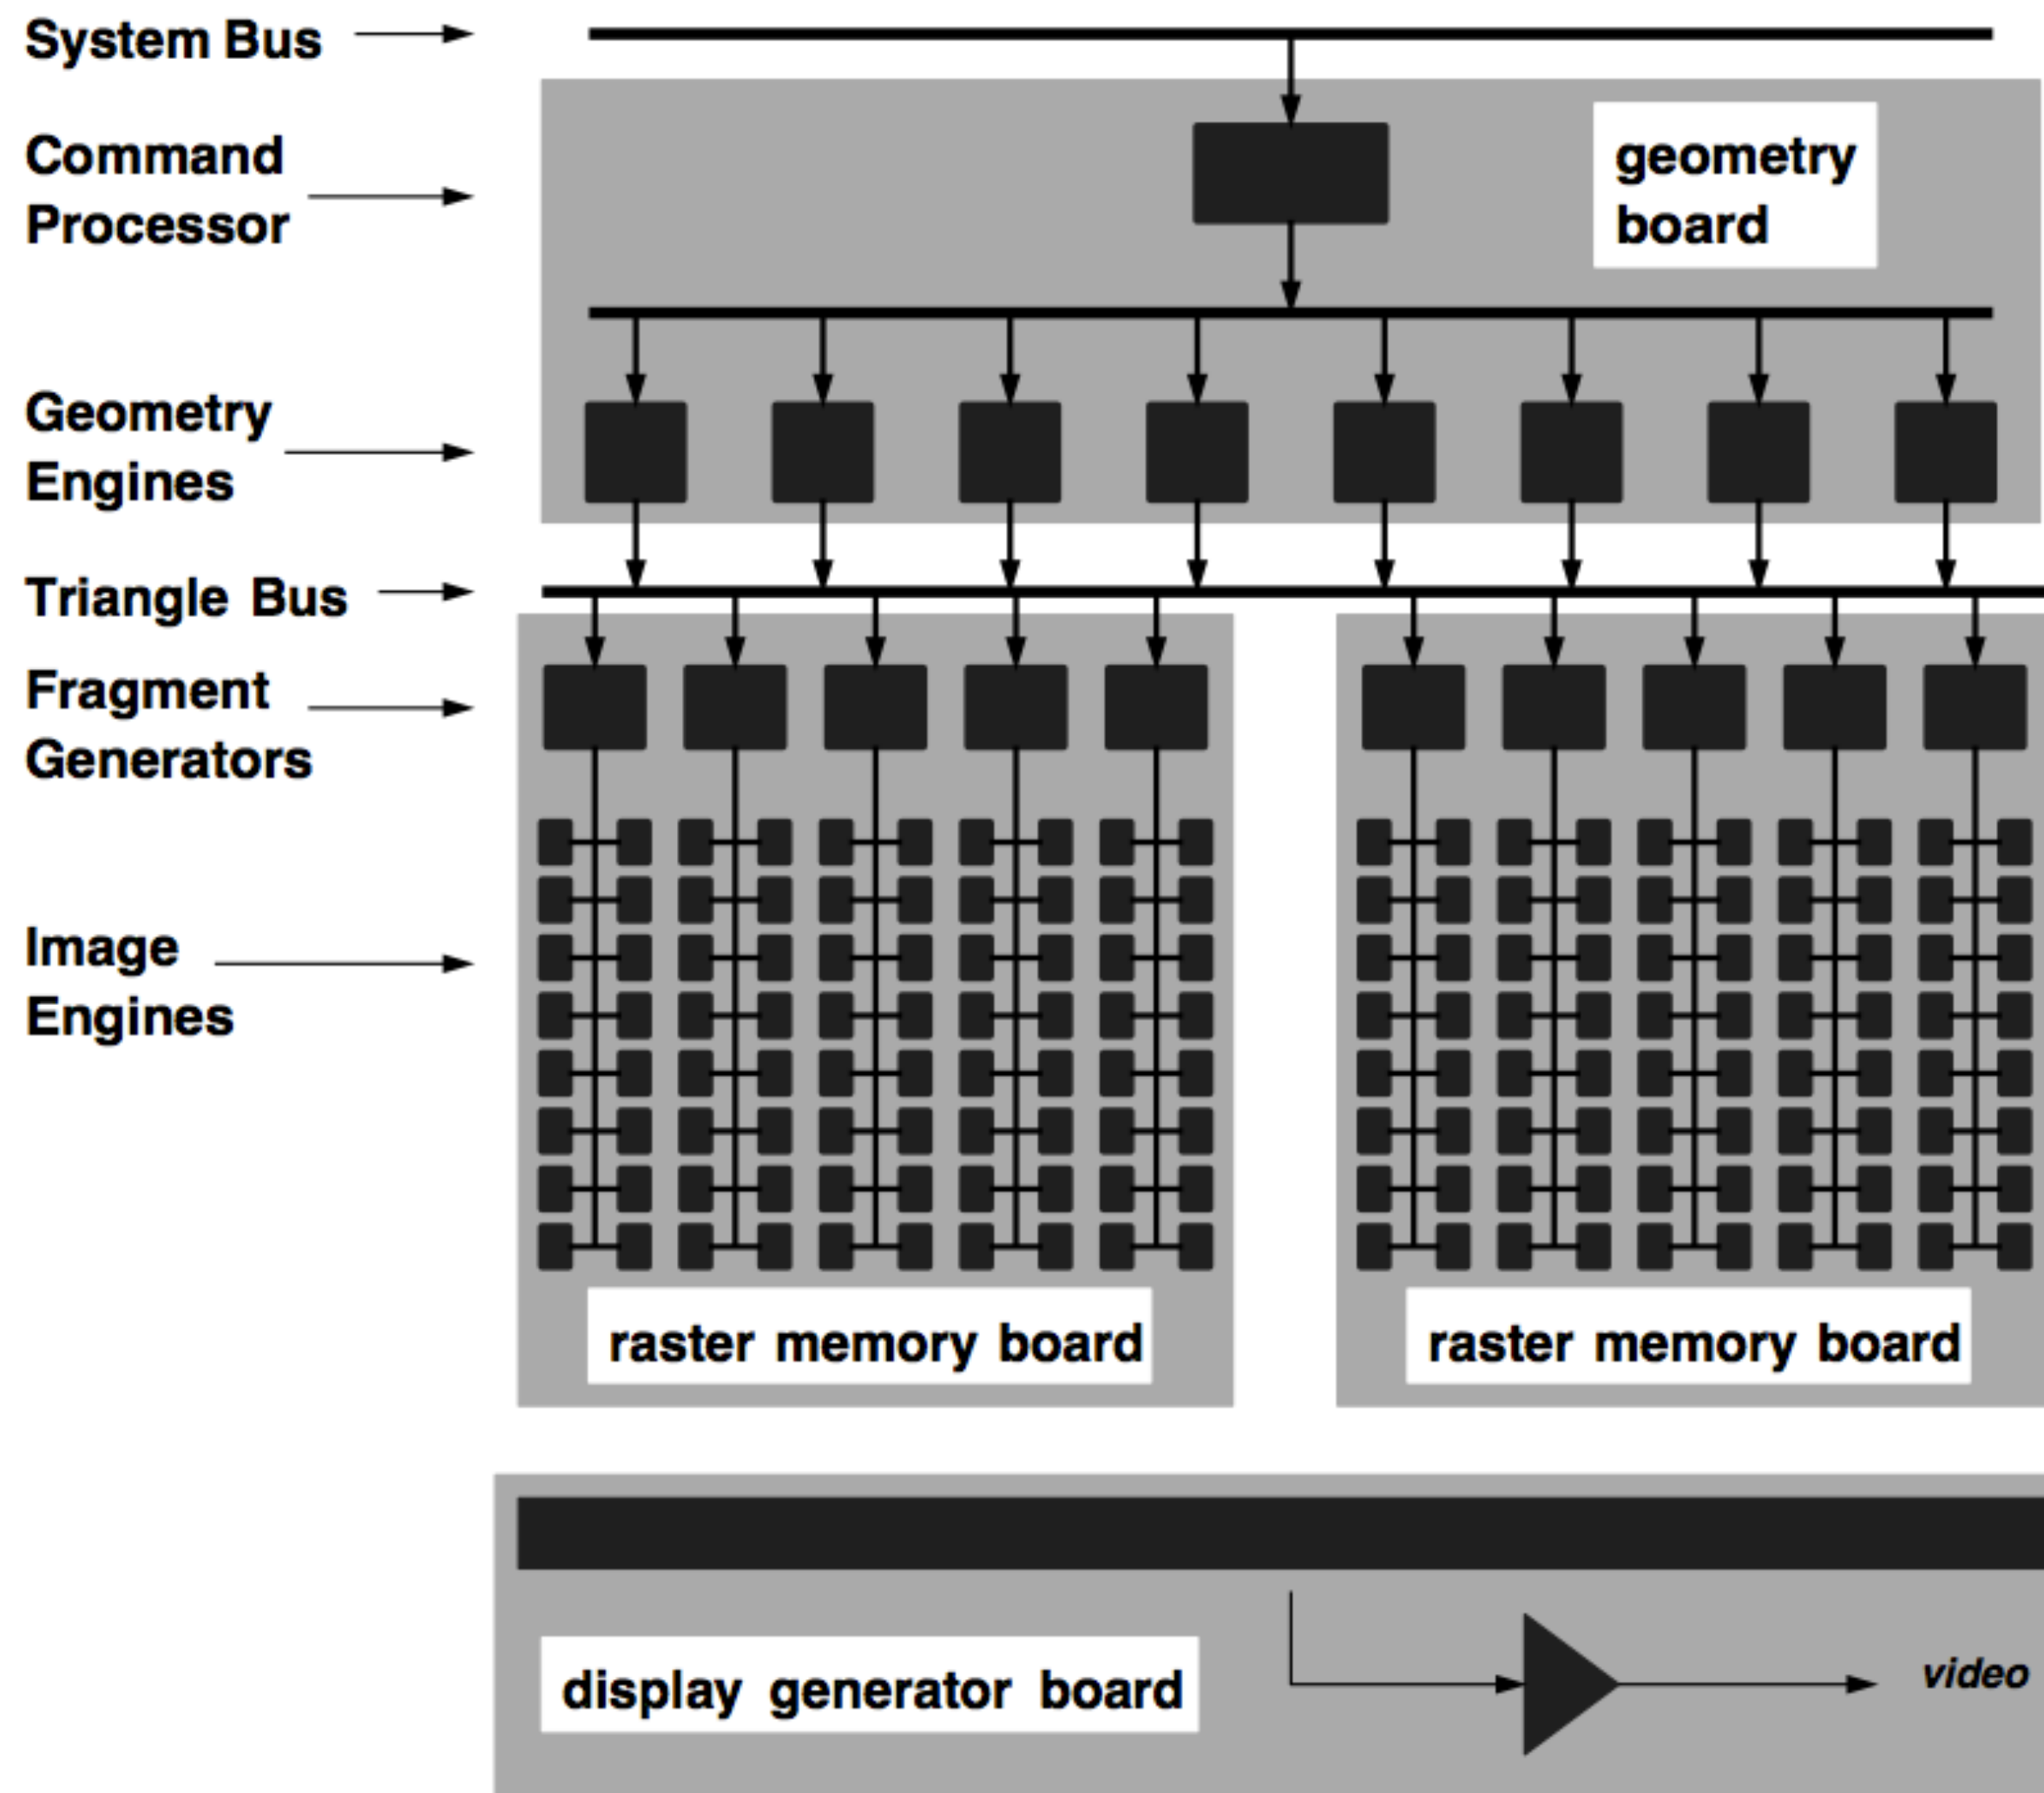 System Bus
Command
Processor
geometry
board
Geometry
Engines
Triangle Bus
Fragment
Generators
Image
Engines
raster memory board
raster memory board
display generator board
video